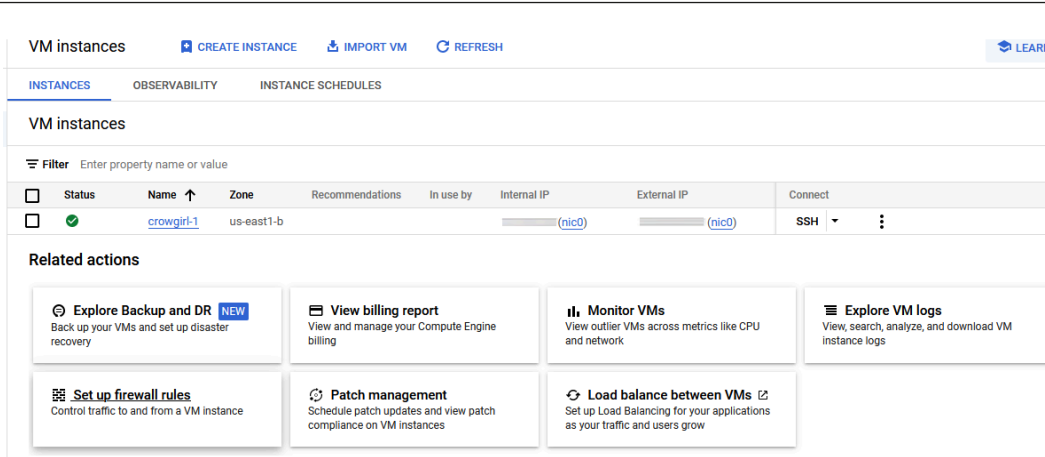 VM instances CREATE INSTANCE IMPORT VM REFRESH LEARN
INSTANCES OBSERVABILITY INSTANCE SCHEDULES
VM instances
Filter Enter property name or value
Status Name Zone Recommendations In use by Internal IP External IP Connect
crowgirl-1 us-east1-b (nic0) (nic0) SSH
Related actions
Explore Backup and DR NEW
Back up your VMs and set up disaster
recovery
View billing report
View and manage your Compute Engine
billing
Monitor VMs
View outlier VMs across metrics like CPU
and network
Explore VM logs
View, search, analyze, and download VM
instance logs
Set up firewall rules
Control traffic to and from a VM instance
Patch management
Schedule patch updates and view patch
compliance on VM instances
Load balance between VMs
Set up Load Balancing for your applications
as your traffic and users grow